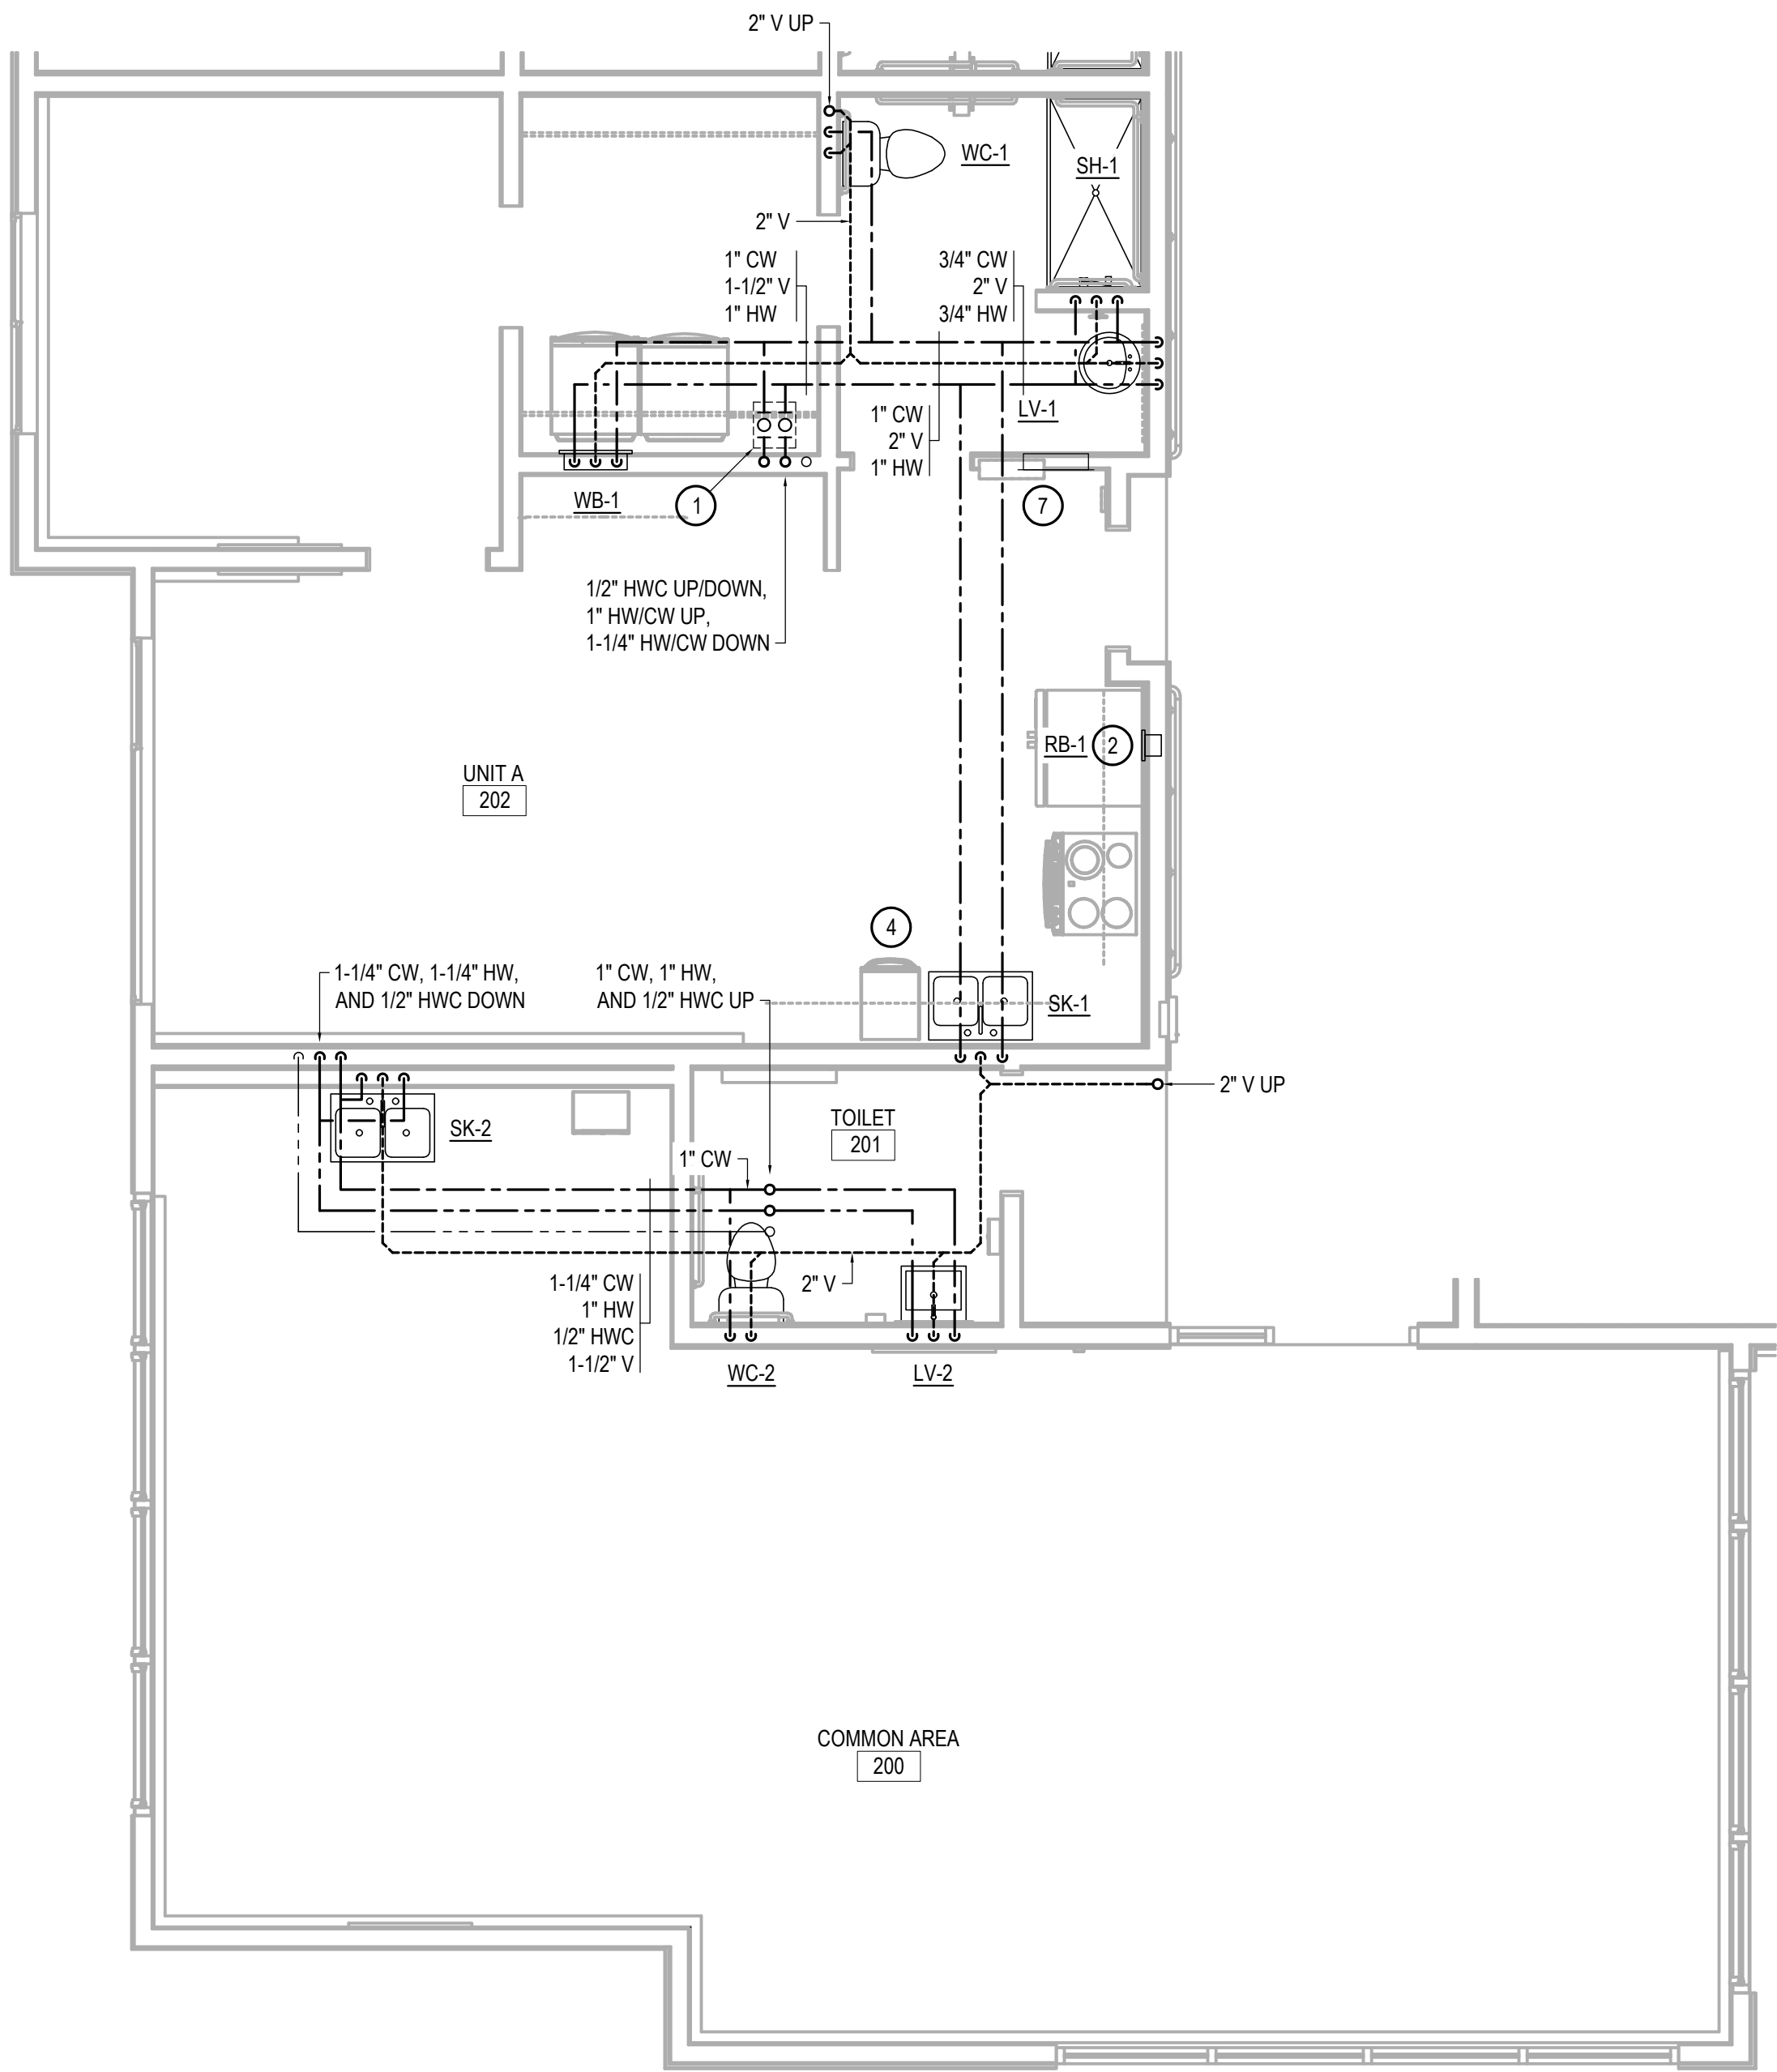 2" V UP
WC-1
SH-1
2" V
1" CW
1-1/2" V
1" HW
3/4" CW
2" V
3/4" HW
1" CW
2" V
1" HW
LV-1
WB-1
1
7
1/2" HWC UP/DOWN,
1" HW/CW UP,
1-1/4" HW/CW DOWN
RB-1
2
UNIT A
202
4
1-1/4" CW, 1-1/4" HW,
AND 1/2" HWC DOWN
1" CW, 1" HW,
AND 1/2" HWC UP
SK-1
2" V UP
SK-2
TOILET
201
1" CW
1-1/4" CW
1" HW
1/2" HWC
1-1/2" V
2" V
WC-2
LV-2
COMMON AREA
200